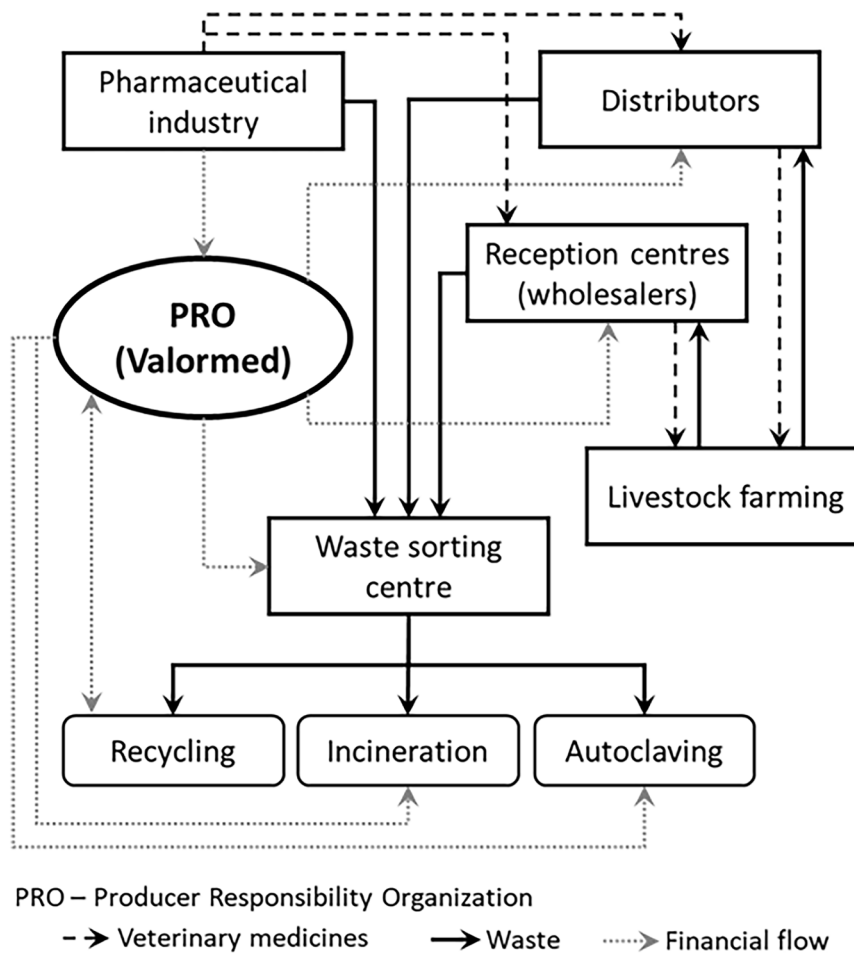 Pharmaceutical
industry
Distributors
Reception centres
(wholesalers)
PRO
(Valormed)
Livestock farming
Waste sorting
centre
Recycling
Incineration
Autoclaving
PRO – Producer Responsibility Organization
Veterinary medicines
Waste
Financial flow